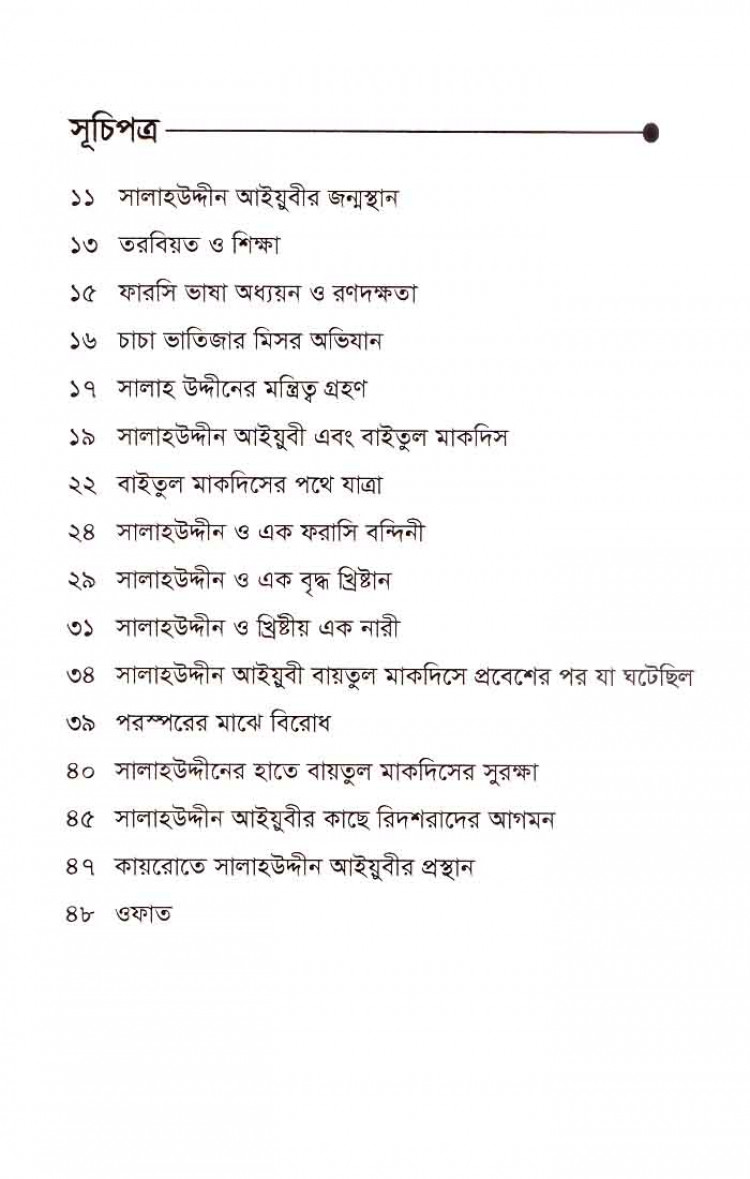 সূচিপত্র
১১ সালাহউদ্দীন আইয়ুবীর জন্মস্থান
১৩ তরবিয়ত ও শিক্ষা
১৫ ফারসি ভাষা অধ্যয়ন ও রণদক্ষতা
১৬ চাচা ভাতিজার মিসর অভিযান
১৭ সালাহ উদ্দীনের মন্ত্রিত্ব গ্রহণ
১৯ সালাহউদ্দীন আইয়ুবী এবং বাইতুল মাকদিস
২২ বাইতুল মাকদিসের পথে যাত্রা
২৪ সালাহউদ্দীন ও এক ফরাসি বন্দিনী
২৯ সালাহউদ্দীন ও এক বৃদ্ধ খ্রিষ্টান
৩১ সালাহউদ্দীন ও খ্রিষ্টীয় এক নারী
৩৪ সালাহউদ্দীন আইয়ুবী বায়তুল মাকদিসে প্রবেশের পর যা ঘটেছিল
৩৯ পরস্পরের মাঝে বিরোধ
৪০ সালাহউদ্দীনের হাতে বায়তুল মাকদিসের সুরক্ষা
৪৫ সালাহউদ্দীন আইয়ুবীর কাছে রিদশরাদের আগমন
৪৭ কায়রোতে সালাহউদ্দীন আইয়ুবীর প্রস্থান
৪৮ ওফাত